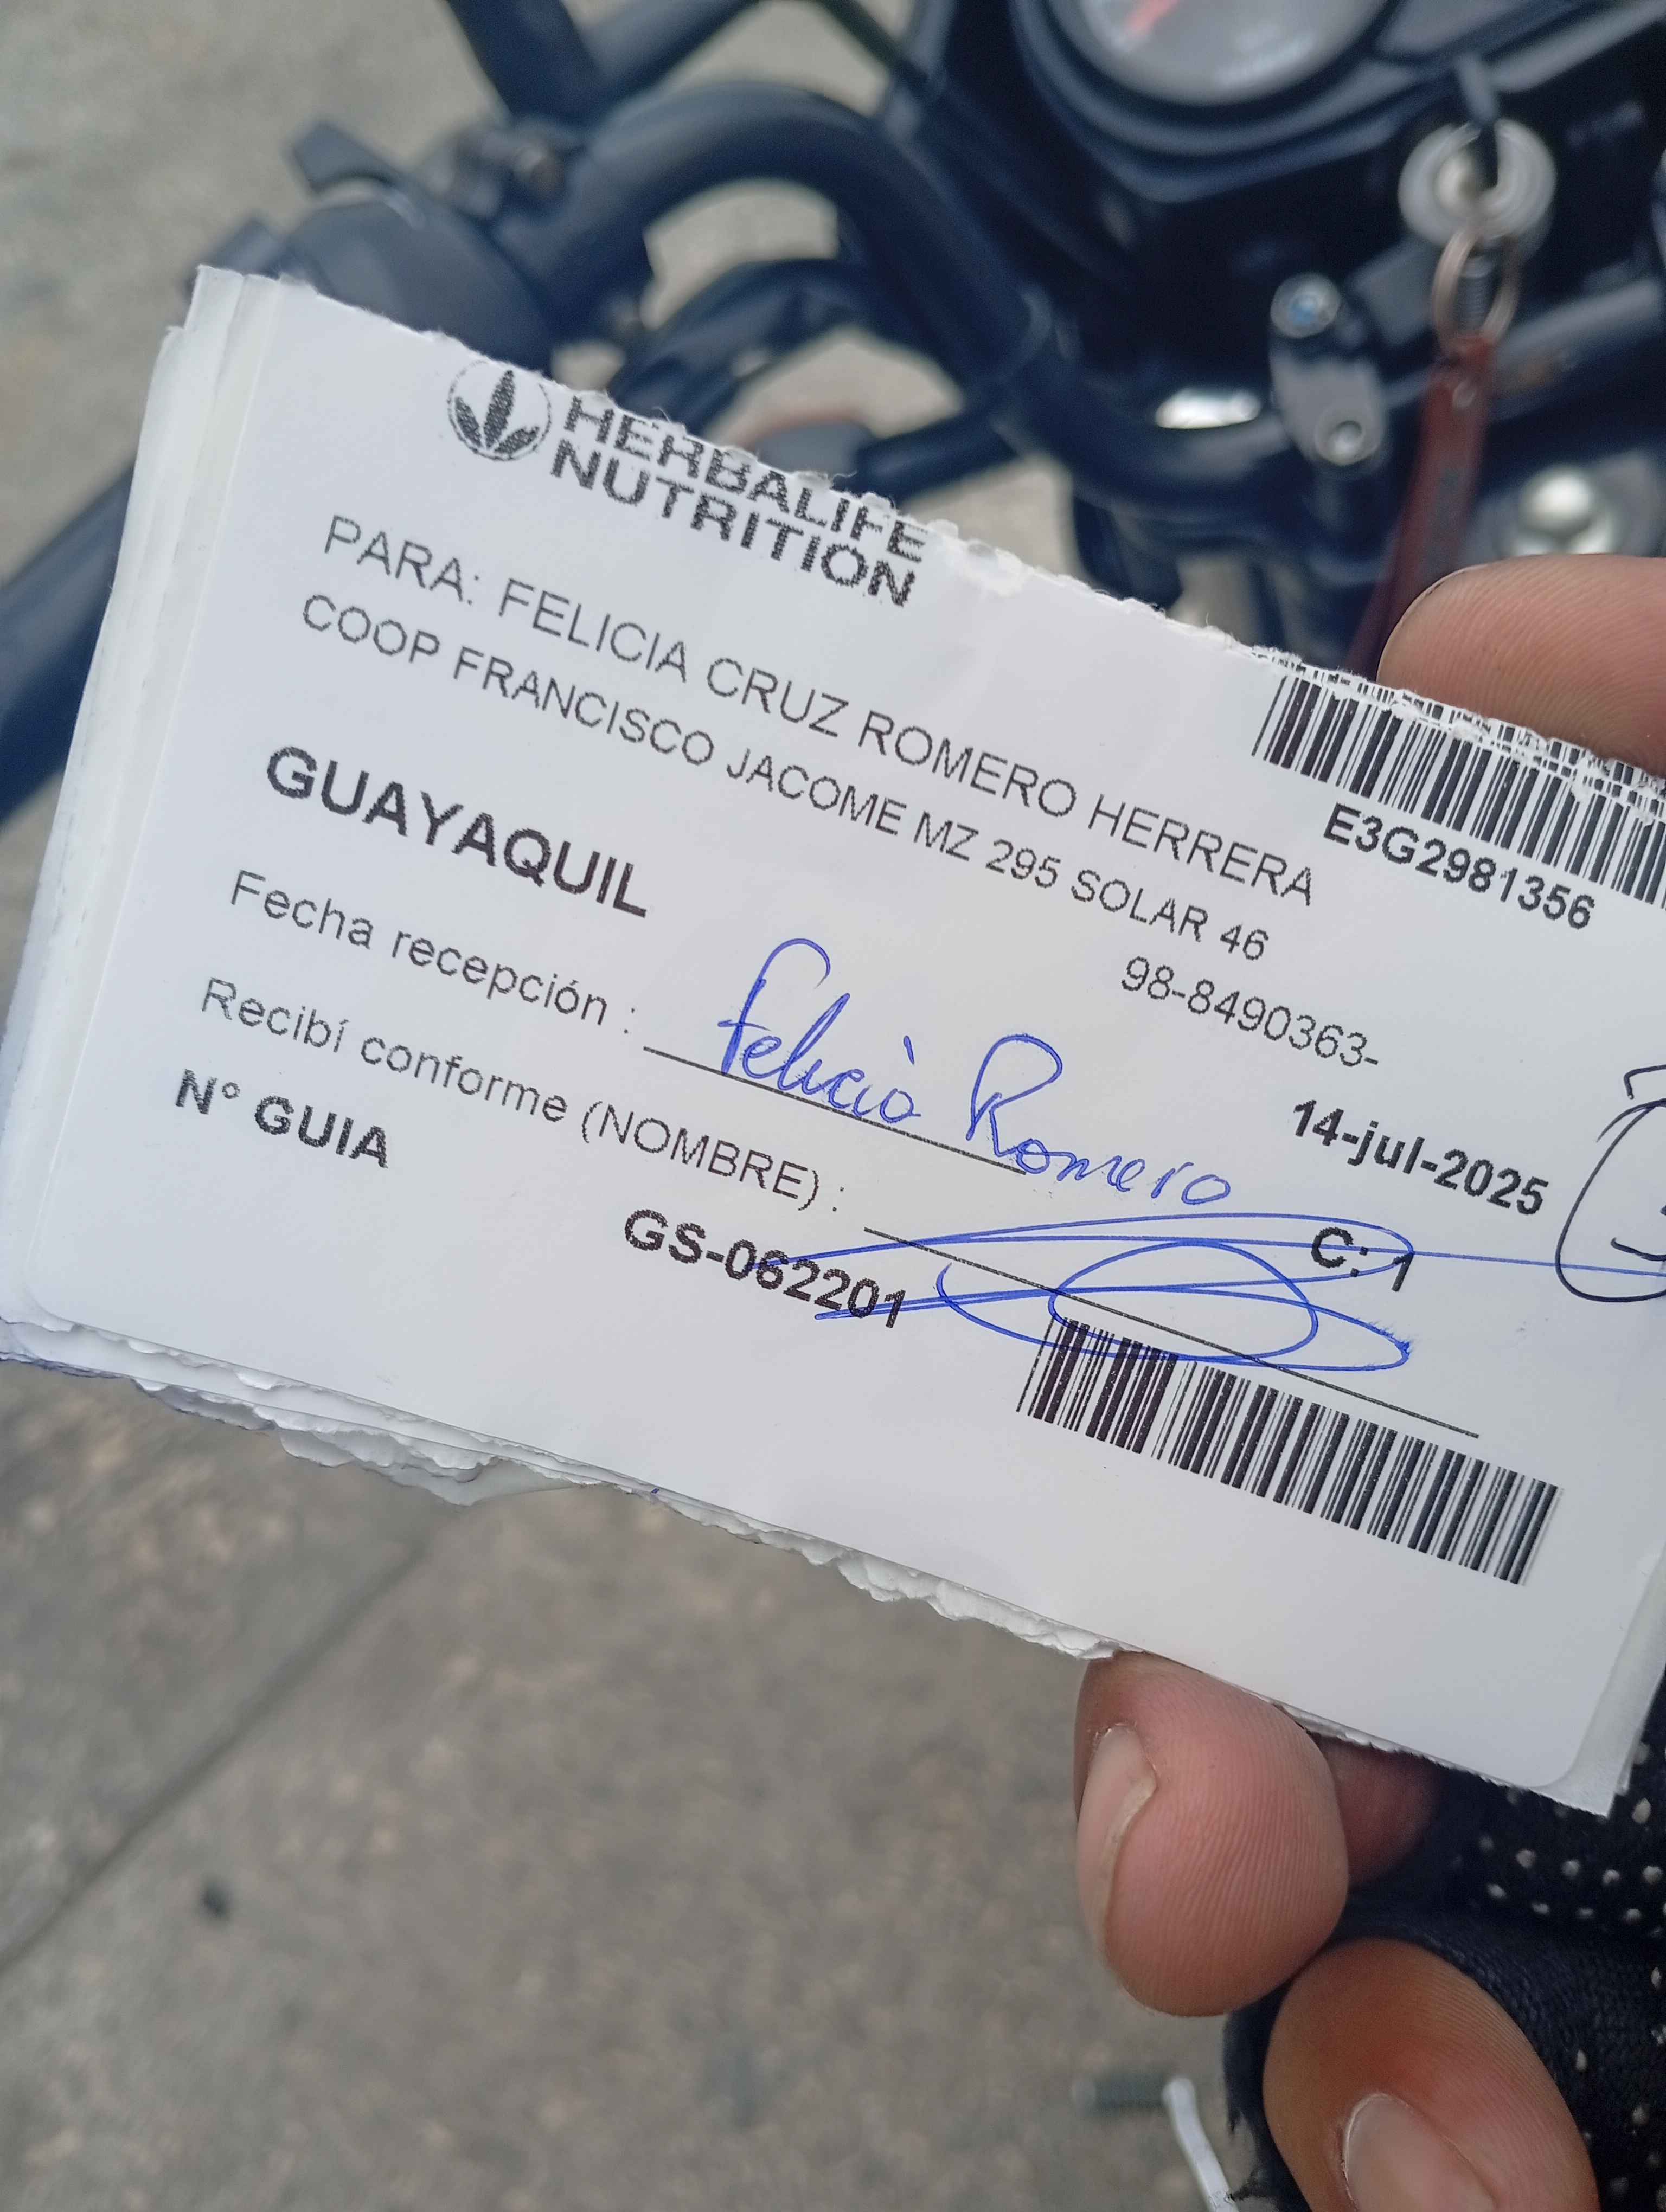 HERBALIFE
NUTRITION
E3G2981356
PARA: FELICIA CRUZ ROMERO HERRERA
COOP FRANCISCO JACOME MZ 295 SOLAR 46
98-8490363-
GUAYAQUIL
14-jul-2025
Fecha recepción : Felicia Romero
Recibí conforme (NOMBRE) :
C: 1
N° GUIA
GS-062201